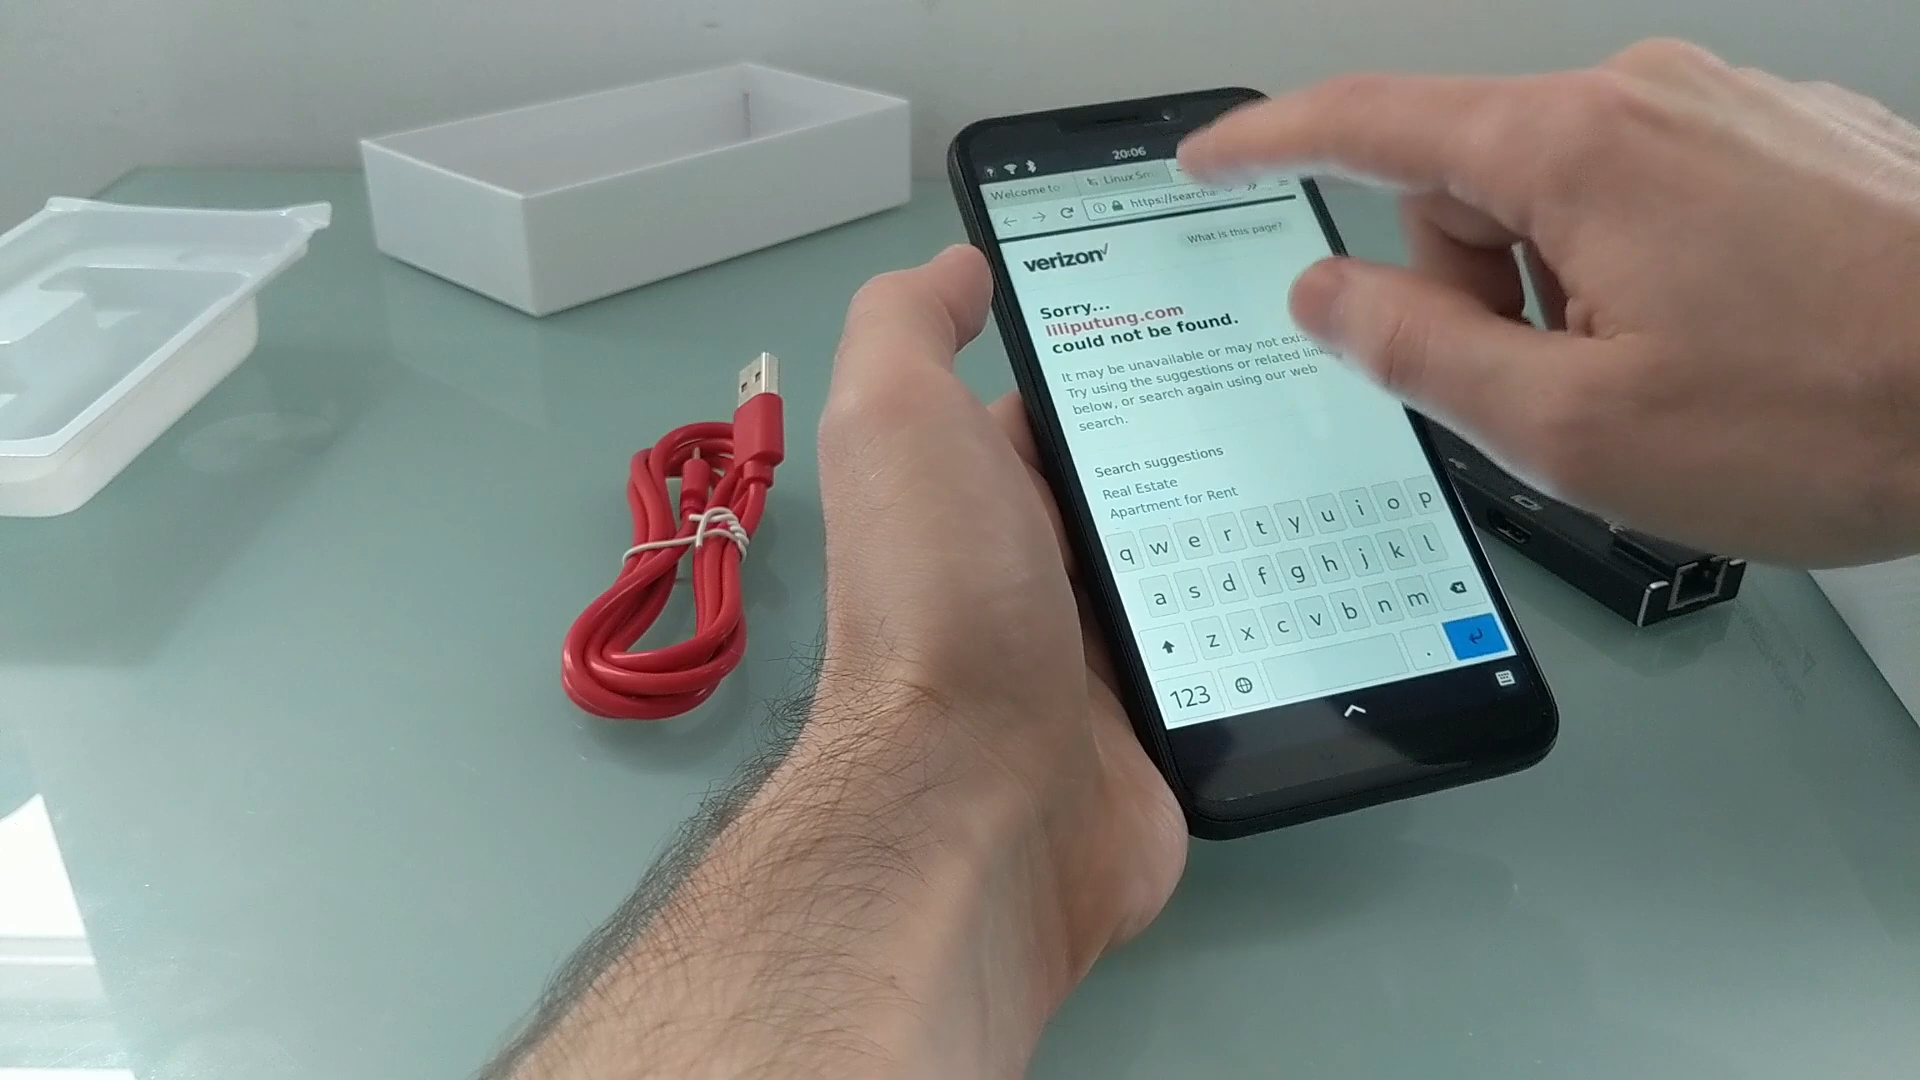 20:06
Welcome to
Linux Sm
https://searcha
What is this page?
verizon
Sorry...
liliputung.com
could not be found.
It may be unavailable or may not exis
Try using the suggestions or related link
below, or search again using our web
search.
Search suggestions
Real Estate
Apartment for Rent
q w e r t y u i o p
a s d f g h j k l
z x c v b n m
123 .